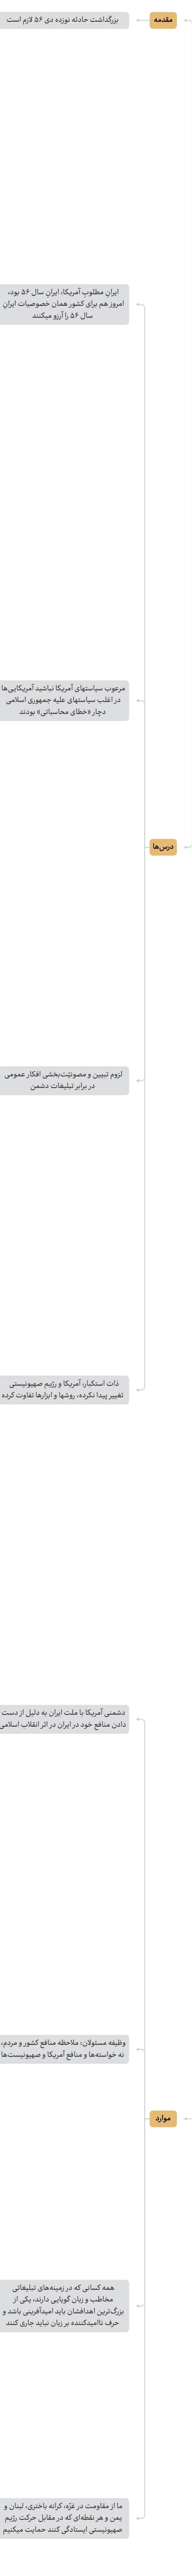 مقدمه
بزرگداشت حادثه نوزده دی ۵۶ لازم است
درس‌ها
ایران مطلوب آمریکا، ایران سال ۵۶ بود،
امروز هم برای کشور همان خصوصیات ایران
سال ۵۶ را آرزو میکنند
مرعوب سیاستهای آمریکا نباشید آمریکایی‌ها
در اغلب سیاستهای علیه جمهوری اسلامی
دچار «خطای محاسباتی» بودند
لزوم تبیین و مصونیّت‌بخشی افکار عمومی
در برابر تبلیغات دشمن
ذات استکبار، آمریکا و رژیم صهیونیستی
تغییر پیدا نکرده، روشها و ابزارها تفاوت کرده
موارد
دشمنی آمریکا با ملت ایران به دلیل از دست
دادن منافع خود در ایران در اثر انقلاب اسلامی
وظیفه مسئولان: ملاحظه منافع کشور و مردم،
نه خواسته‌ها و منافع آمریکا و صهیونیست‌ها
همه کسانی که در زمینه‌های تبلیغاتی
مخاطب و زبان گویایی دارند، یکی از
بزرگ‌ترین اهدافشان باید امیدآفرینی باشد و
حرف ناامیدکننده بر زبان نباید جاری کنند
ما از مقاومت در غزّه، کرانه باختری، لبنان و
یمن و هر نقطه‌ای که در مقابل حرکت رژیم
صهیونیستی ایستادگی کنند حمایت میکنیم